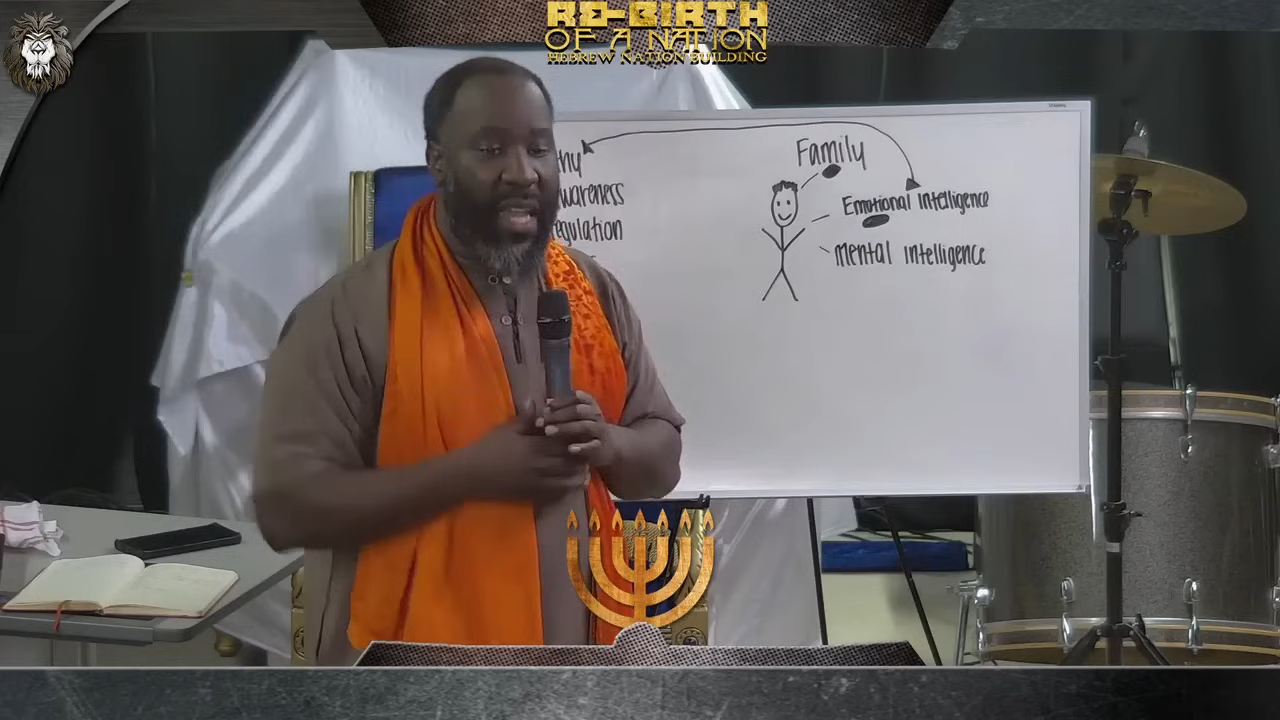 RE-BIRTH
OF A NATION
HEBREW NATION BUILDING
Family
Emotional intelligence
mental intelligence